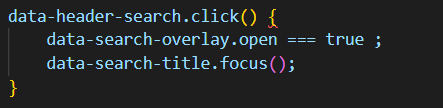 data-header-search.click() {
    data-search-overlay.open === true ;
    data-search-title.focus();
}